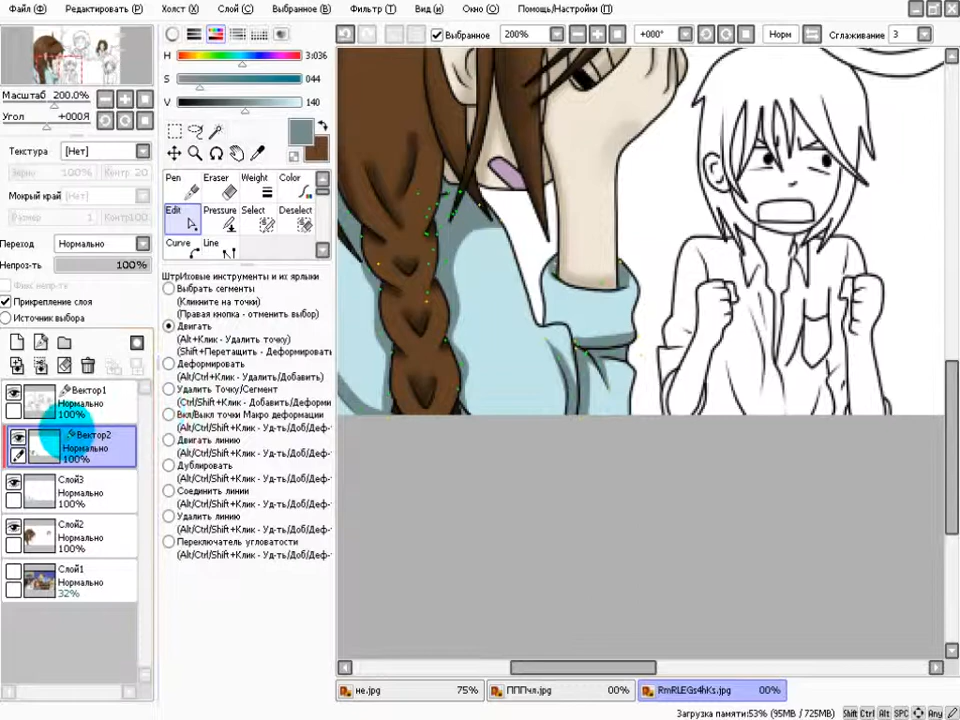 Файл (Ф) Редактировать (Р) Холст (Х) Слой (С) Выбранное (В) Фильтр (Т) Вид (и) Окно (О) Помощь/Настройки (П)
Выбранное 200% +000° Норм Сглаживание 3
H 3:036
S 044
V 140
Масштаб 200.0%
Угол +000Я
Текстура [Нет]
100% Контр 20
Мокрый край [Нет]
1 Контр100
Переход Нормально
Непроз-ть 100%
Фикс непр-ти
Прикрепление слоя
Источник выбора
Pen Eraser Weight Color
Edit Pressure Select Deselect
Curve Line
ШтрИховые инструменты и их ярлыки
Выбрать сегменты
(Кликните на точки)
(Правая кнопка - отменить выбор)
Двигать
(Alt+Клик - Удалить точку)
(Shift+Перетащить - Деформировать
Деформировать
(Alt/Ctrl+Клик - Удалить/Добавить)
Удалить Точку/Сегмент
(Ctrl/Shift+Клик - Добавить/Деформи
Вкл/Выкл точки Макро деформации
(Alt/Ctrl/Shift+Клик - Уд-ть/Доб/Деф-
Двигать линию
(Alt/Ctrl/Shift+Клик - Уд-ть/Доб/Деф-
Дублировать
(Alt/Ctrl/Shift+Клик - Уд-ть/Доб/Деф-
Соединить линии
(Alt/Ctrl/Shift+Клик - Уд-ть/Доб/Деф-
Удалить линию
(Alt/Ctrl/Shift+Клик - Уд-ть/Доб/Деф-
Переключатель угловатости
(Alt/Ctrl/Shift+Клик - Уд-ть/Доб/Деф-
Вектор1
Нормально
100%
Вектор2
Нормально
100%
Слой3
Нормально
100%
Слой2
Нормально
100%
Слой1
Нормально
32%
не.jpg 75% ПППчл.jpg 00% RmRLEGs4hKs.jpg 00%
Загрузка памяти:53% (95МВ / 725МВ) Shift Ctrl Alt SPC Any